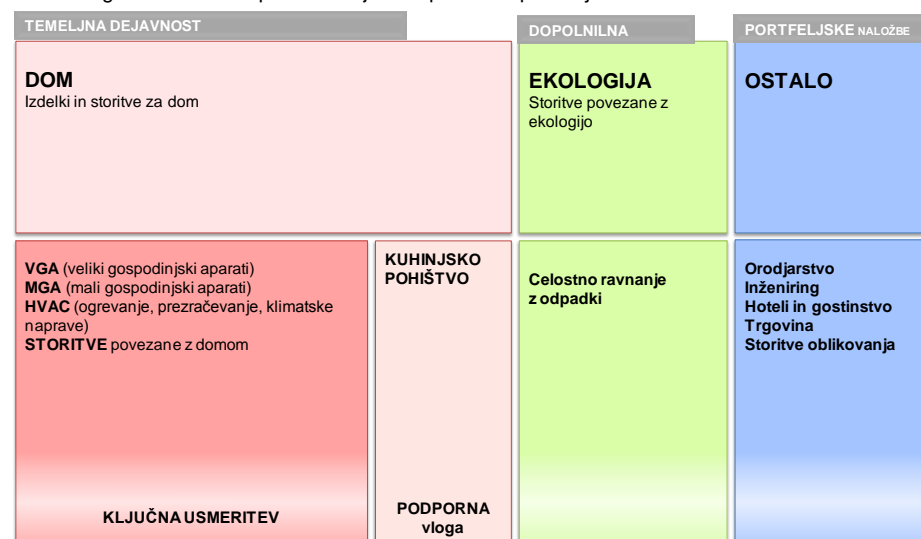 TEMELJNA DEJAVNOST
DOPOLNILNA
PORTFELJSKE NALOŽBE
DOM
Izdelki in storitve za dom
EKOLOGIJA
Storitve povezane z
ekologijo
OSTALO
VGA (veliki gospodinjski aparati)
MGA (mali gospodinjski aparati)
HVAC (ogrevanje, prezračevanje, klimatske
naprave)
STORITVE povezane z domom
KLJUČNA USMERITEV
KUHINJSKO
POHIŠTVO
PODPORNA
vloga
Celostno ravnanje
z odpadki
Orodjarstvo
Inženiring
Hoteli in gostinstvo
Trgovina
Storitve oblikovanja